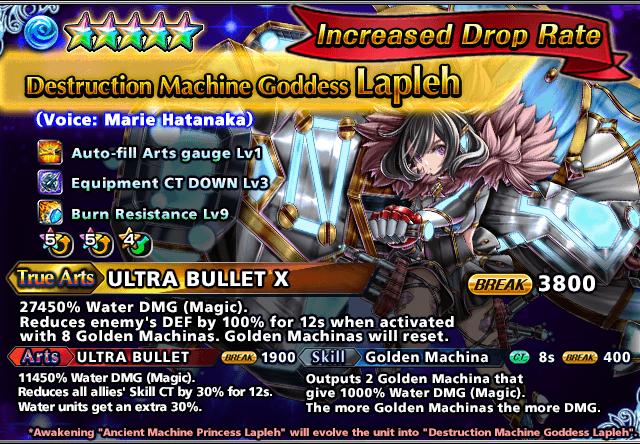 Increased Drop Rate
Destruction Machine Goddess Lapleh
(Voice: Marie Hatanaka)
Auto-fill Arts gauge Lv1
Equipment CT DOWN Lv3
Burn Resistance Lv9
5 5 4
True Arts ULTRA BULLET X BREAK 3800
27450% Water DMG (Magic).
Reduces enemy's DEF by 100% for 12s when activated
with 8 Golden Machinas. Golden Machinas will reset.
Arts ULTRA BULLET BREAK 1900
11450% Water DMG (Magic).
Reduces all allies' Skill CT by 30% for 12s.
Water units get an extra 30%.
Skill Golden Machina CT 8s BREAK 400
Outputs 2 Golden Machina that
give 1000% Water DMG (Magic).
The more Golden Machinas the more DMG.
*Awakening "Ancient Machine Princess Lapleh" will evolve the unit into "Destruction Machine Goddess Lapleh".